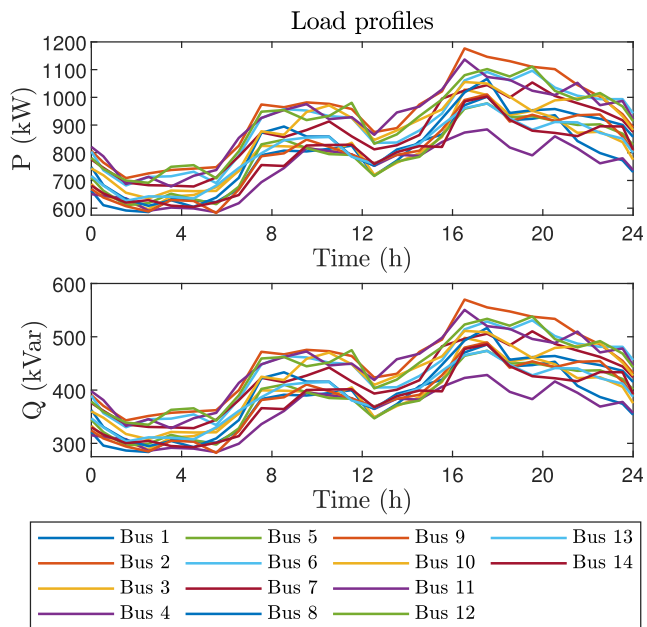 Load profiles
1200
1100
1000
900
800
700
600
P (kW)
0 4 8 12 16 20 24
Time (h)
600
500
400
300
Q (kVar)
0 4 8 12 16 20 24
Time (h)
Bus 1 Bus 5 Bus 9 Bus 13
Bus 2 Bus 6 Bus 10 Bus 14
Bus 3 Bus 7 Bus 11
Bus 4 Bus 8 Bus 12